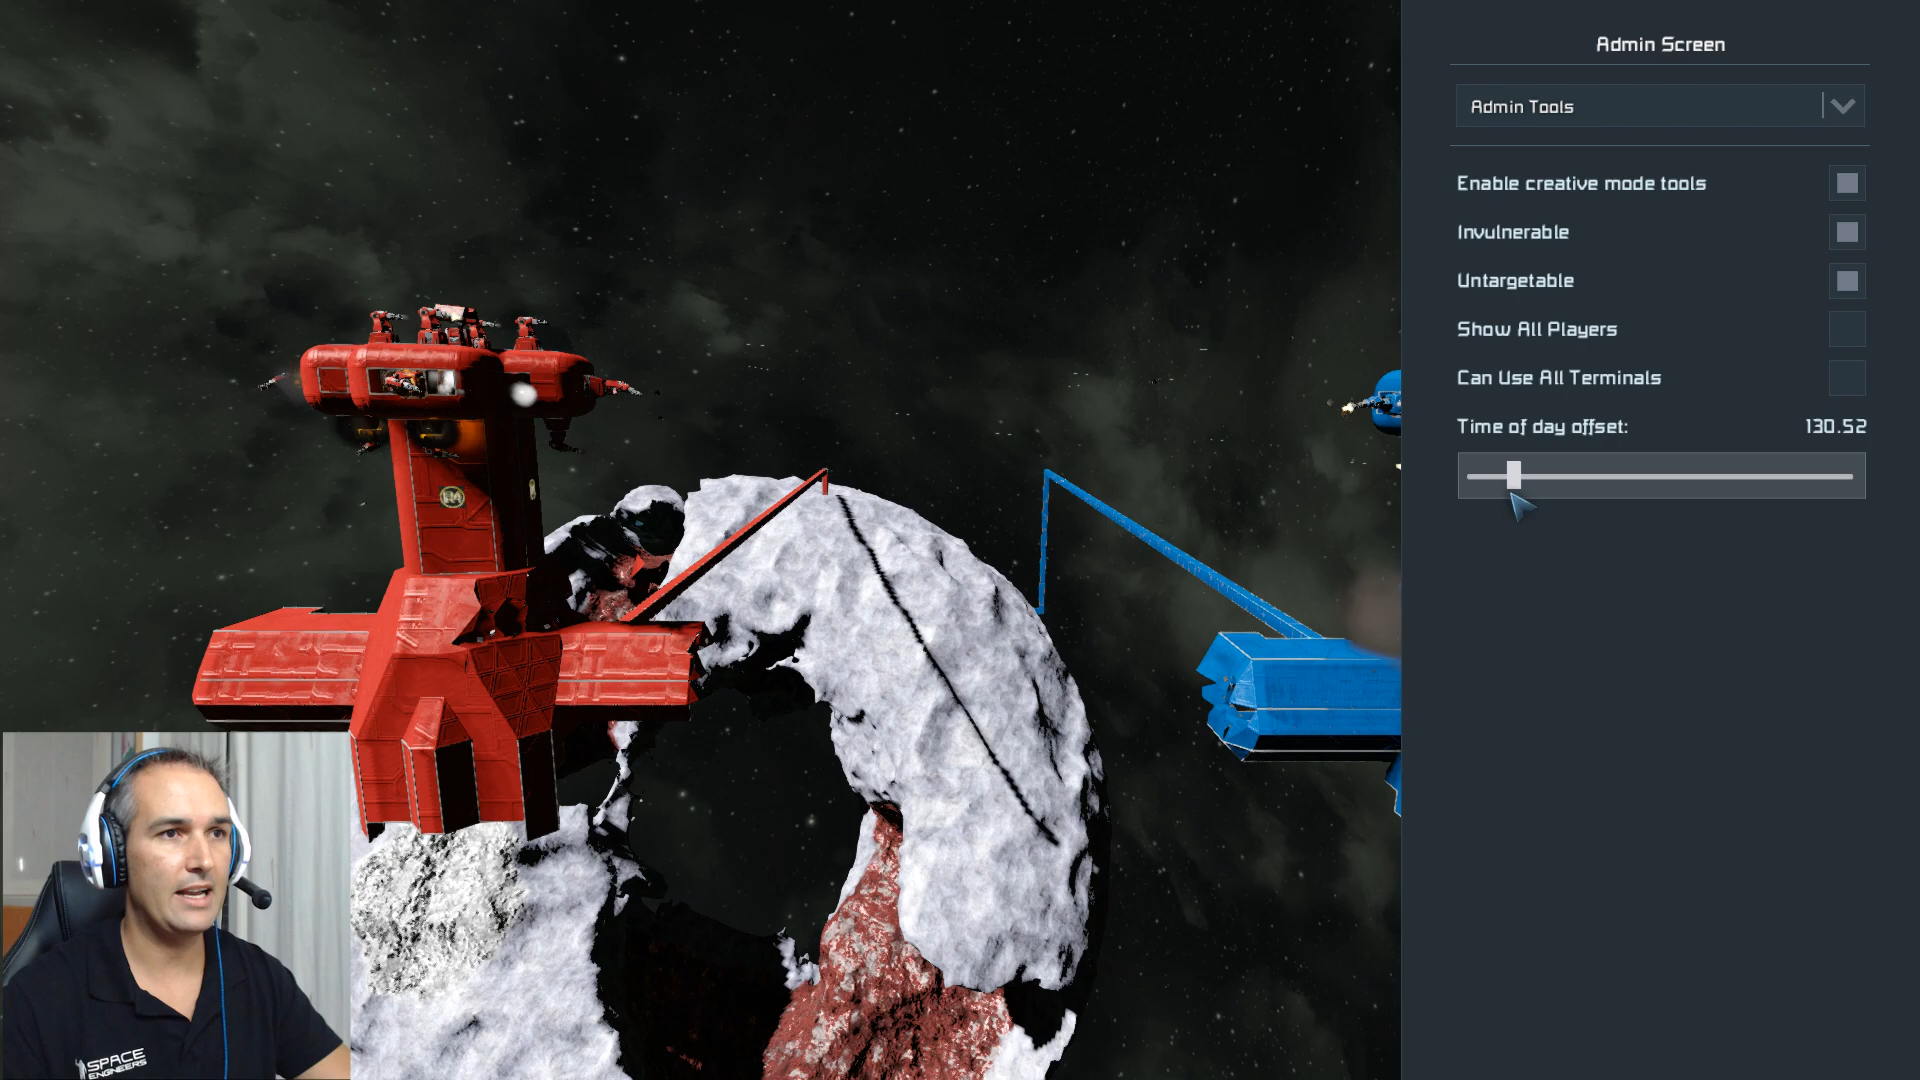 Admin Screen
Admin Tools
Enable creative mode tools
Invulnerable
Untargetable
Show All Players
Can Use All Terminals
Time of day offset: 130.52
SPACE
ENGINEERS